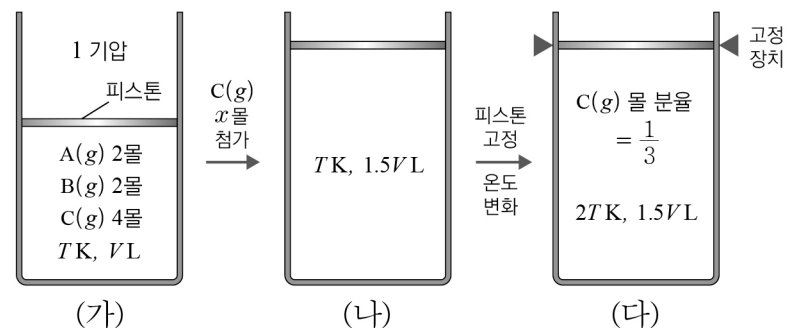 1 기압
피스톤
A(g) 2몰
B(g) 2몰
C(g) 4몰
T K, V L
(가)
C(g)
x몰
첨가
T K, 1.5V L
(나)
피스톤
고정
온도
변화
고정
장치
C(g) 몰 분율
= 1/3
2T K, 1.5V L
(다)